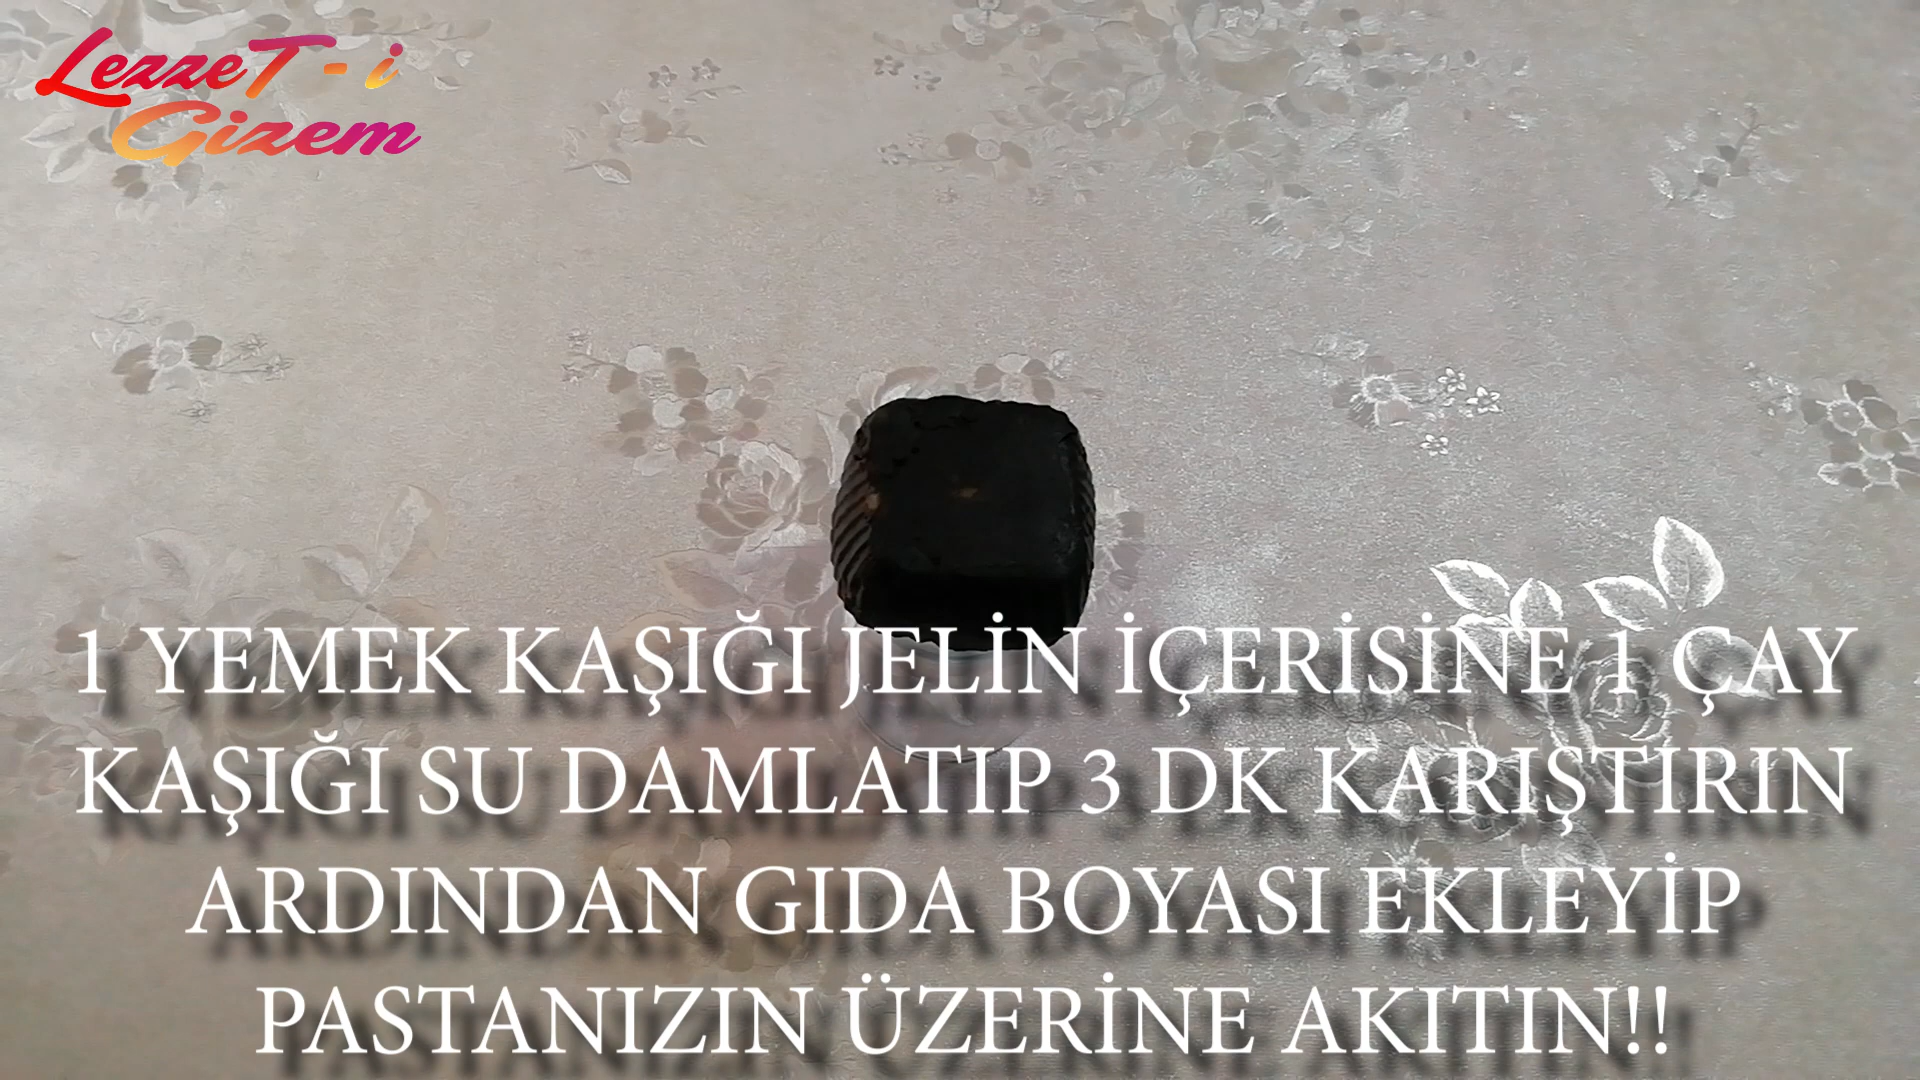 LezzeT-i
Gizem
1 YEMEK KAŞIĞI JELİN İÇERİSİNE 1 ÇAY
KAŞIĞI SU DAMLATIP 3 DK KARIŞTIRIN
ARDINDAN GIDA BOYASI EKLEYİP
PASTANIZIN ÜZERİNE AKITIN!!